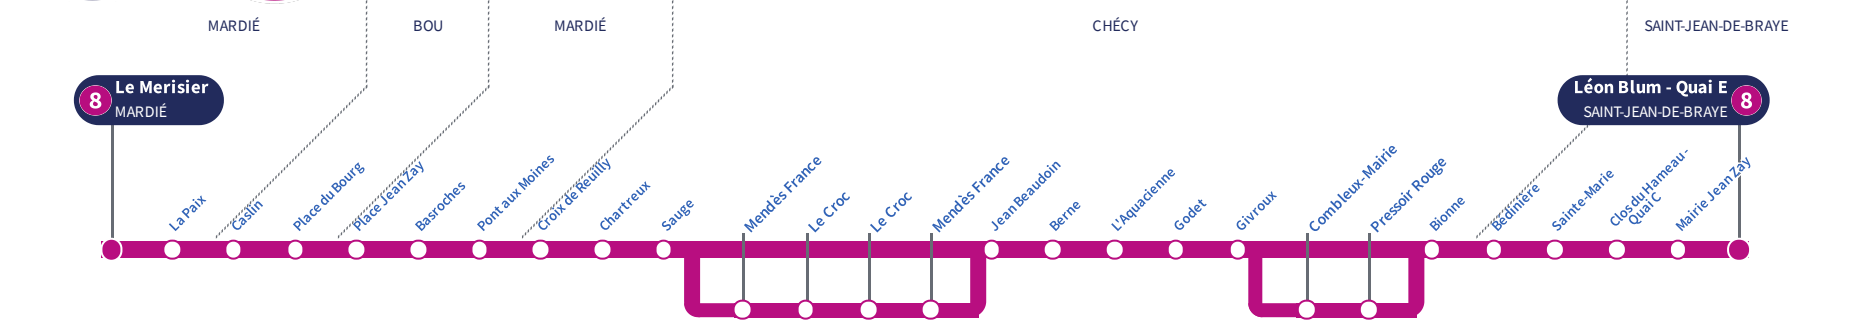 MARDIÉ
BOU
MARDIÉ
CHÉCY
SAINT-JEAN-DE-BRAYE
8
Le Merisier
MARDIÉ
Léon Blum - Quai E
SAINT-JEAN-DE-BRAYE
8
La Paix
Caslin
Place du Bourg
Place Jean Zay
Basroches
Pont aux Moines
Croix de Reuilly
Chartreux
Sauge
Mendès France
Le Croc
Le Croc
Mendès France
Jean Beaudoin
Berne
L'Aquacienne
Godet
Givroux
Combleux-Mairie
Pressoir Rouge
Bionne
Bédinière
Sainte-Marie
Clos du Hameau -
Quai C
Mairie Jean Zay